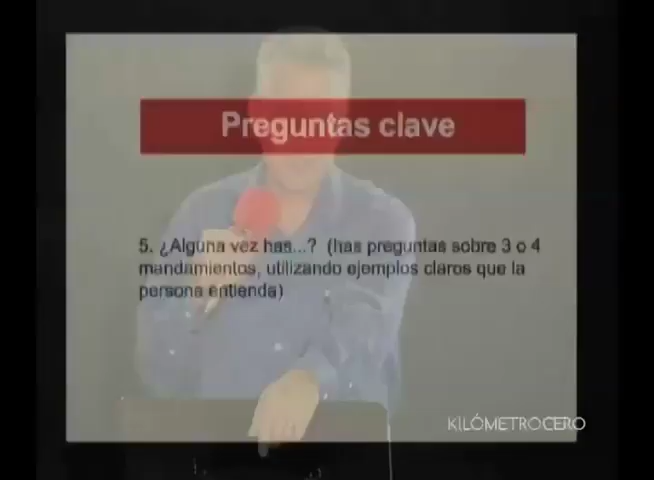 Preguntas clave
5. ¿Alguna vez has...? (has preguntas sobre 3 o 4
mandamientos, utilizando ejemplos claros que la
persona entienda)
KILÓMETROCERO